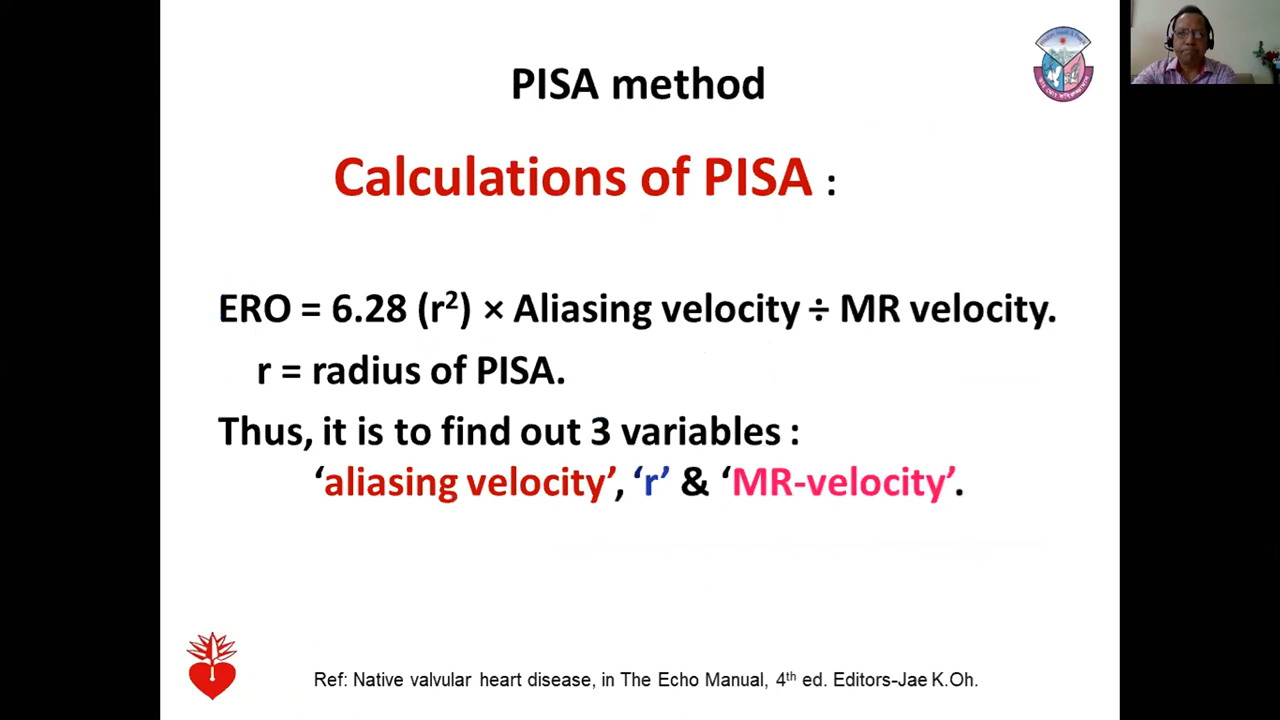 PISA method
Calculations of PISA :
ERO = 6.28 (r²) × Aliasing velocity ÷ MR velocity.
r = radius of PISA.
Thus, it is to find out 3 variables :
‘aliasing velocity’, ‘r’ & ‘MR-velocity’.
Ref: Native valvular heart disease, in The Echo Manual, 4th ed. Editors-Jae K.Oh.